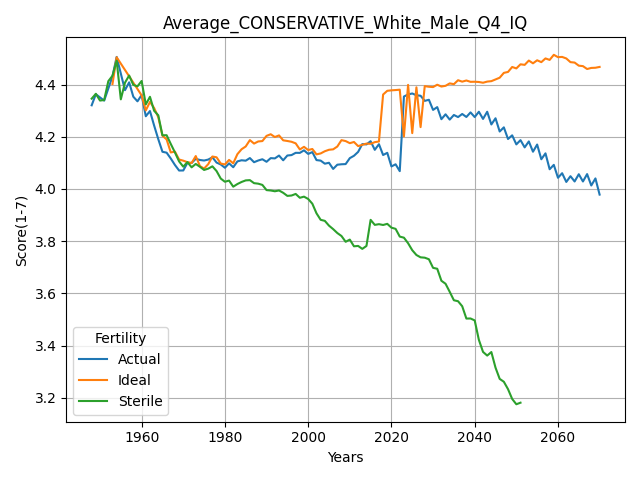 Average_CONSERVATIVE_White_Male_Q4_IQ
Score(1-7)
4.4
4.2
4.0
3.8
3.6
3.4
3.2
Fertility
Actual
Ideal
Sterile
1960 1980 2000 2020 2040 2060
Years